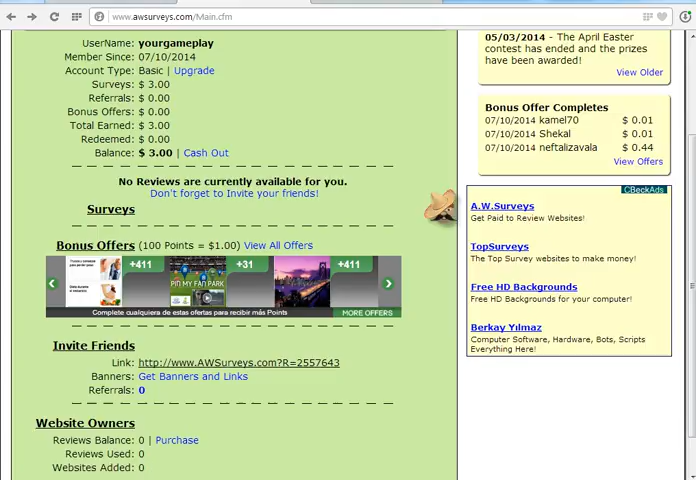 www.awsurveys.com/Main.cfm
UserName: yourgameplay
Member Since: 07/10/2014
Account Type: Basic | Upgrade
Surveys: $ 3.00
Referrals: $ 0.00
Bonus Offers: $ 0.00
Total Earned: $ 3.00
Redeemed: $ 0.00
Balance: $ 3.00 | Cash Out
No Reviews are currently available for you.
Don't forget to Invite your friends!
Surveys
Bonus Offers (100 Points = $1.00) View All Offers
+411
+31
+411
PIN MY FAN PARK
Complete cualquiera de estas ofertas para recibir más Points
MORE OFFERS
Invite Friends
Link: http://www.AWSurveys.com?R=2557643
Banners: Get Banners and Links
Referrals: 0
Website Owners
Reviews Balance: 0 | Purchase
Reviews Used: 0
Websites Added: 0
05/03/2014 - The April Easter
contest has ended and the prizes
have been awarded!
View Older
Bonus Offer Completes
07/10/2014 kamel70 $ 0.01
07/10/2014 Shekal $ 0.01
07/10/2014 neftalizavala $ 0.44
View Offers
CBeckAds
A.W.Surveys
Get Paid to Review Websites!
TopSurveys
The Top Survey websites to make money!
Free HD Backgrounds
Free HD Backgrounds for your computer!
Berkay Yılmaz
Computer Software, Hardware, Bots, Scripts
Everything Here!